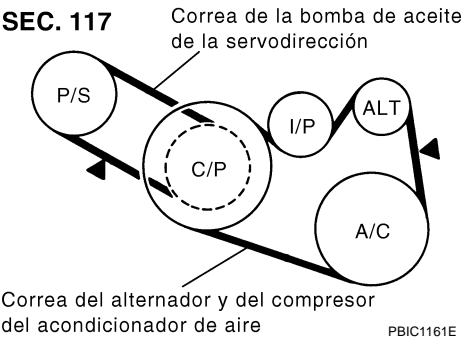 SEC. 117
Correa de la bomba de aceite
de la servodirección
P/S
C/P
I/P
ALT
A/C
Correa del alternador y del compresor
del acondicionador de aire
PBIC1161E